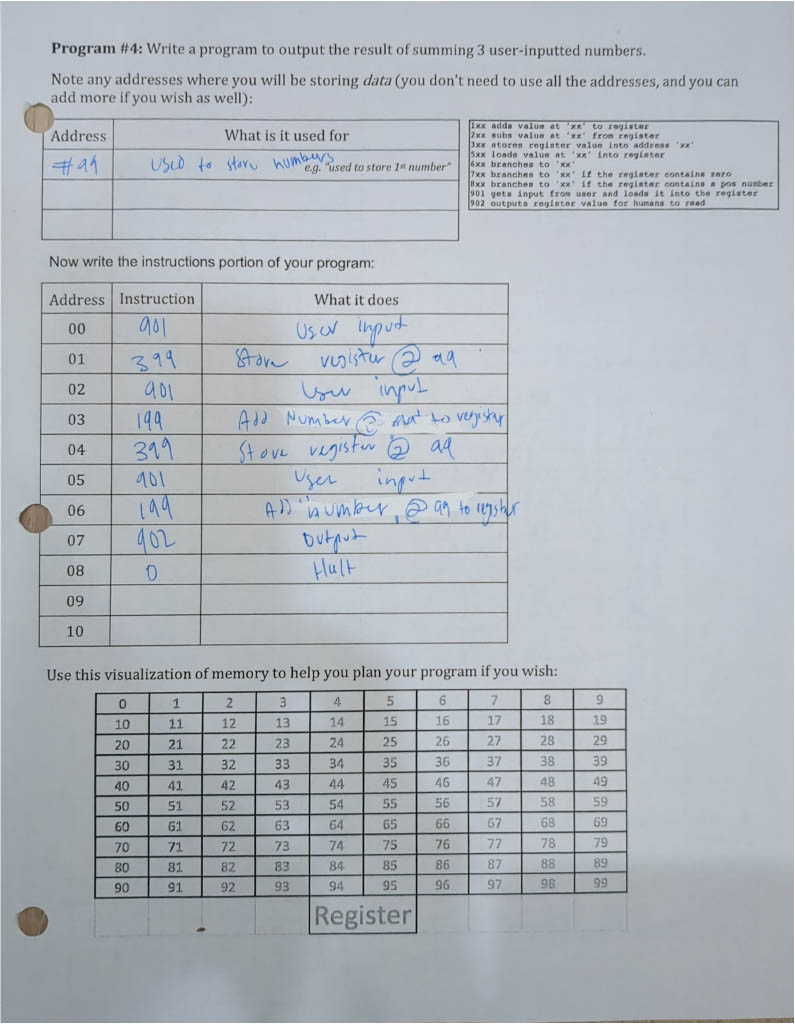 Program #4: Write a program to output the result of summing 3 user-inputted numbers.
Note any addresses where you will be storing data (you don't need to use all the addresses, and you can
add more if you wish as well):
Address What is it used for
#99 Used to store numbers e.g. "used to store 1st number"
1xx adds value at 'xx' to register
2xx subs value at 'xx' from register
3xx stores register value into address 'xx'
5xx loads value at 'xx' into register
6xx branches to 'xx'
7xx branches to 'xx' if the register contains zero
8xx branches to 'xx' if the register contains a pos number
901 gets input from user and loads it into the register
902 outputs register value for humans to read
Now write the instructions portion of your program:
Address Instruction What it does
00 901 User input
01 399 Store register @ 99
02 901 User input
03 199 Add Number @ to register
04 399 Store register @ 99
05 901 User input
06 199 Add number @ 99 to register
07 902 Output
08 0 Halt
09
10
Use this visualization of memory to help you plan your program if you wish:
0 1 2 3 4 5 6 7 8 9
10 11 12 13 14 15 16 17 18 19
20 21 22 23 24 25 26 27 28 29
30 31 32 33 34 35 36 37 38 39
40 41 42 43 44 45 46 47 48 49
50 51 52 53 54 55 56 57 58 59
60 61 62 63 64 65 66 67 68 69
70 71 72 73 74 75 76 77 78 79
80 81 82 83 84 85 86 87 88 89
90 91 92 93 94 95 96 97 98 99
Register